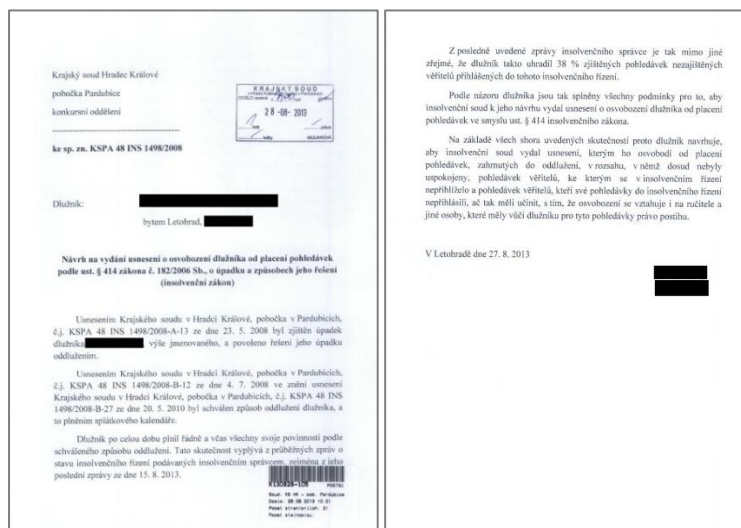 Krajský soud Hradec Králové
pobočka Pardubice
konkursní oddělení
------------------------------
ke sp. zn. KSPA 48 INS 1498/2008
KRAJSKÝ SOUD
28 -08- 2013
Dlužník:
bytem Letohrad,
Návrh na vydání usnesení o osvobození dlužníka od placení pohledávek
podle ust. § 414 zákona č. 182/2006 Sb., o úpadku a způsobech jeho řešení
(insolvenční zákon)
Usnesením Krajského soudu v Hradci Králové, pobočka v Pardubicích,
č.j. KSPA 48 INS 1498/2008-A-13 ze dne 23. 5. 2008 byl zjištěn úpadek
dlužníka , výše jmenovaného, a povoleno řešení jeho úpadku
oddlužením.
Usnesením Krajského soudu v Hradci Králové, pobočka v Pardubicích,
č.j. KSPA 48 INS 1498/2008-B-12 ze dne 4. 7. 2008 ve znění usnesení
Krajského soudu v Hradci Králové, pobočka v Pardubicích, č.j. KSPA 48 INS
1498/2008-B-27 ze dne 20. 5. 2010 byl schválen způsob oddlužení dlužníka, a
to plněním splátkového kalendáře.
Dlužník po celou dobu plnil řádně a včas všechny svoje povinnosti podle
schváleného způsobu oddlužení. Tato skutečnost vyplývá z průběžných zpráv o
stavu insolvenčního řízení podávaných insolvenčním správcem, zejména z jeho
poslední zprávy ze dne 15. 8. 2013.
Z posledně uvedené zprávy insolvenčního správce je tak mimo jiné
zřejmé, že dlužník takto uhradil 38 % zjištěných pohledávek nezajištěných
věřitelů přihlášených do tohoto insolvenčního řízení.
Podle názoru dlužníka jsou tak splněny všechny podmínky pro to, aby
insolvenční soud k jeho návrhu vydal usnesení o osvobození dlužníka od placení
pohledávek ve smyslu ust. § 414 insolvenčního zákona.
Na základě všech shora uvedených skutečností proto dlužník navrhuje,
aby insolvenční soud vydal usnesení, kterým ho osvobodí od placení
pohledávek, zahrnutých do oddlužení, v rozsahu, v němž dosud nebyly
uspokojeny, pohledávek věřitelů, ke kterým se v insolvenčním řízení
nepřihlíželo a pohledávek věřitelů, kteří své pohledávky do insolvenčního řízení
nepřihlásili, ač tak měli učinit, s tím, že osvobození se vztahuje i na ručitele a
jiné osoby, které měly vůči dlužníku pro tyto pohledávky právo postihu.
V Letohradě dne 27. 8. 2013